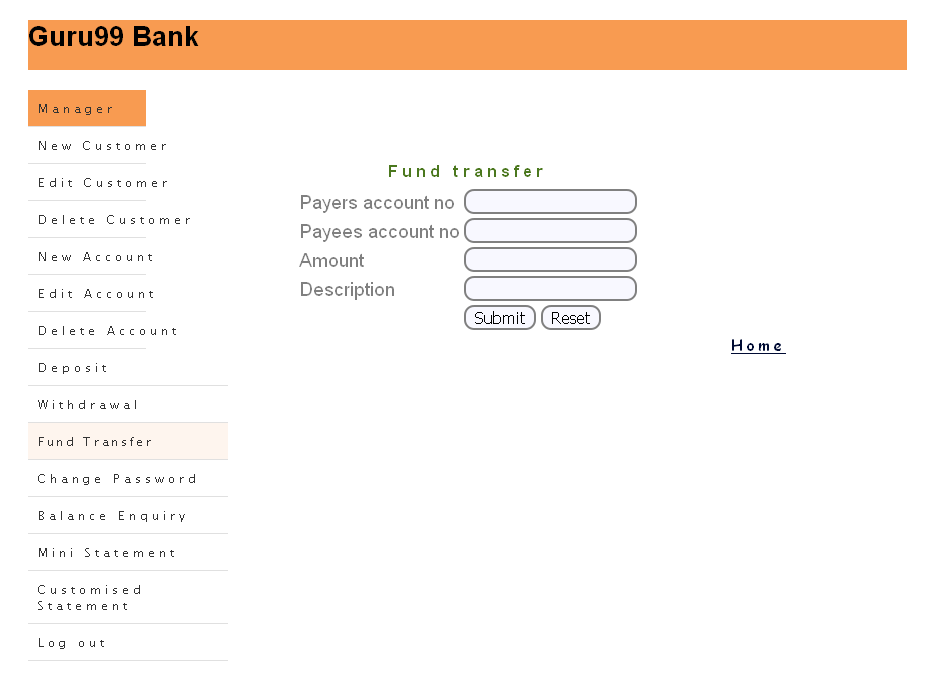 Guru99 Bank
Manager
New Customer
Edit Customer
Delete Customer
New Account
Edit Account
Delete Account
Deposit
Withdrawal
Fund Transfer
Change Password
Balance Enquiry
Mini Statement
Customised
Statement
Log out
Fund transfer
Payers account no
Payees account no
Amount
Description
Submit Reset
Home